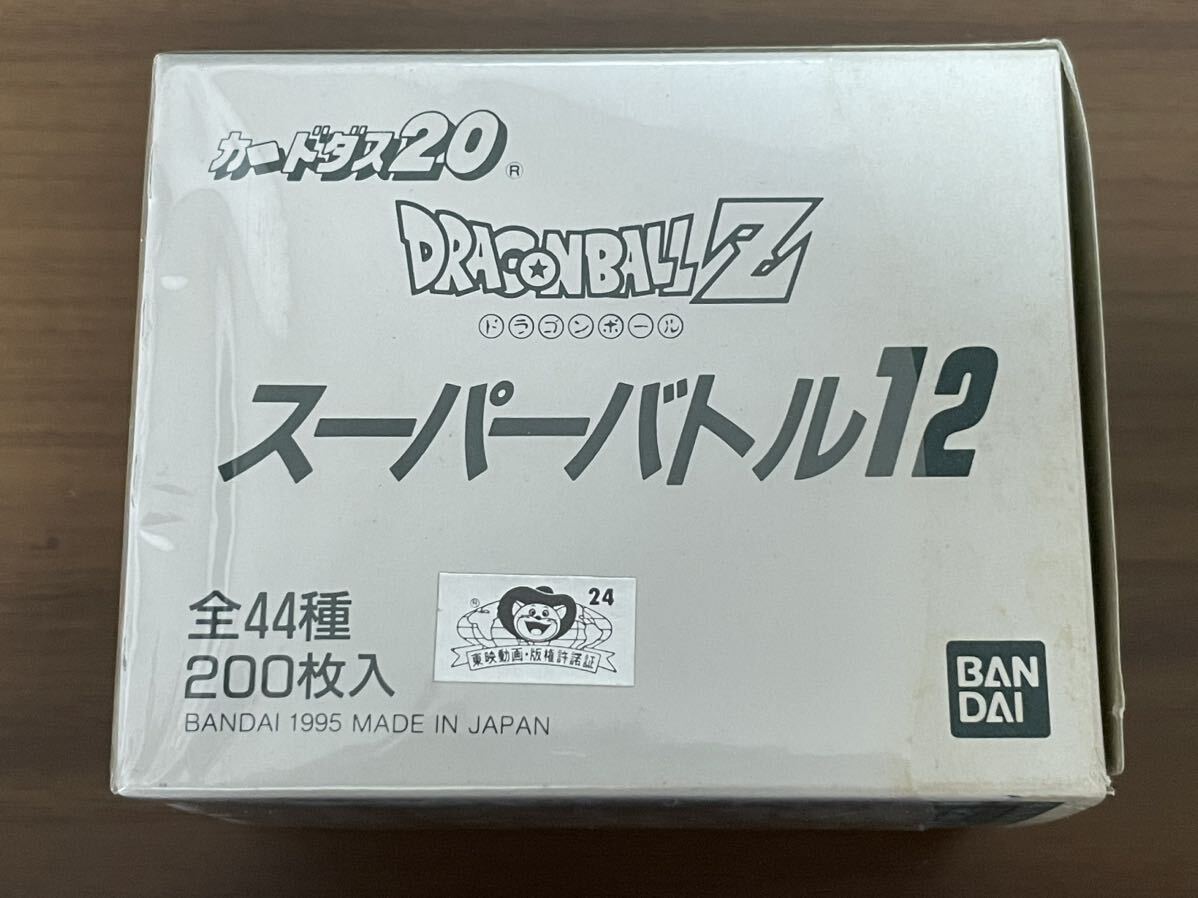 カードダス20®
DRAGONBALL Z
ドラゴンボール
スーパーバトル12
全44種
200枚入
BANDAI 1995 MADE IN JAPAN
® 24
東映動画・版権許諾証
BAN
DAI